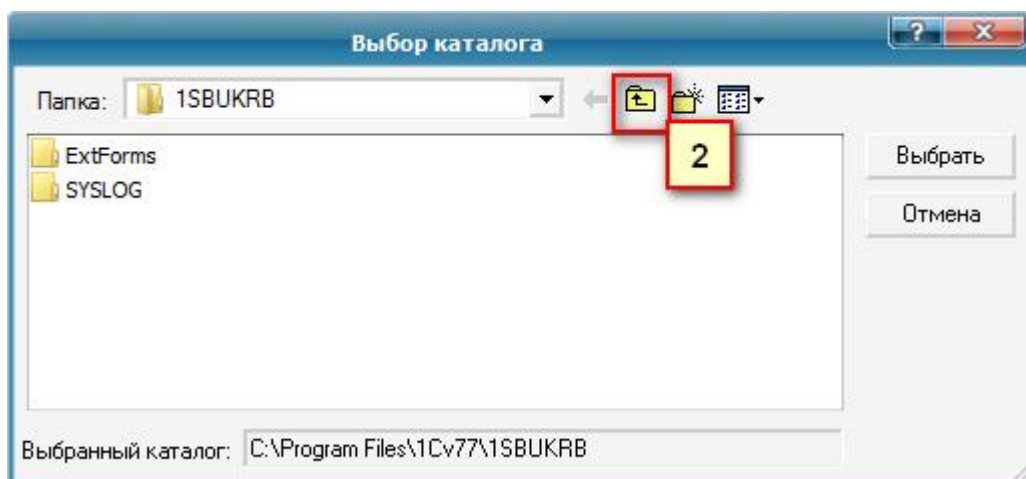 Выбор каталога
?
Папка: 1SBUKRB
2
ExtForms
SYSLOG
Выбрать
Отмена
Выбранный каталог: C:\Program Files\1Cv77\1SBUKRB